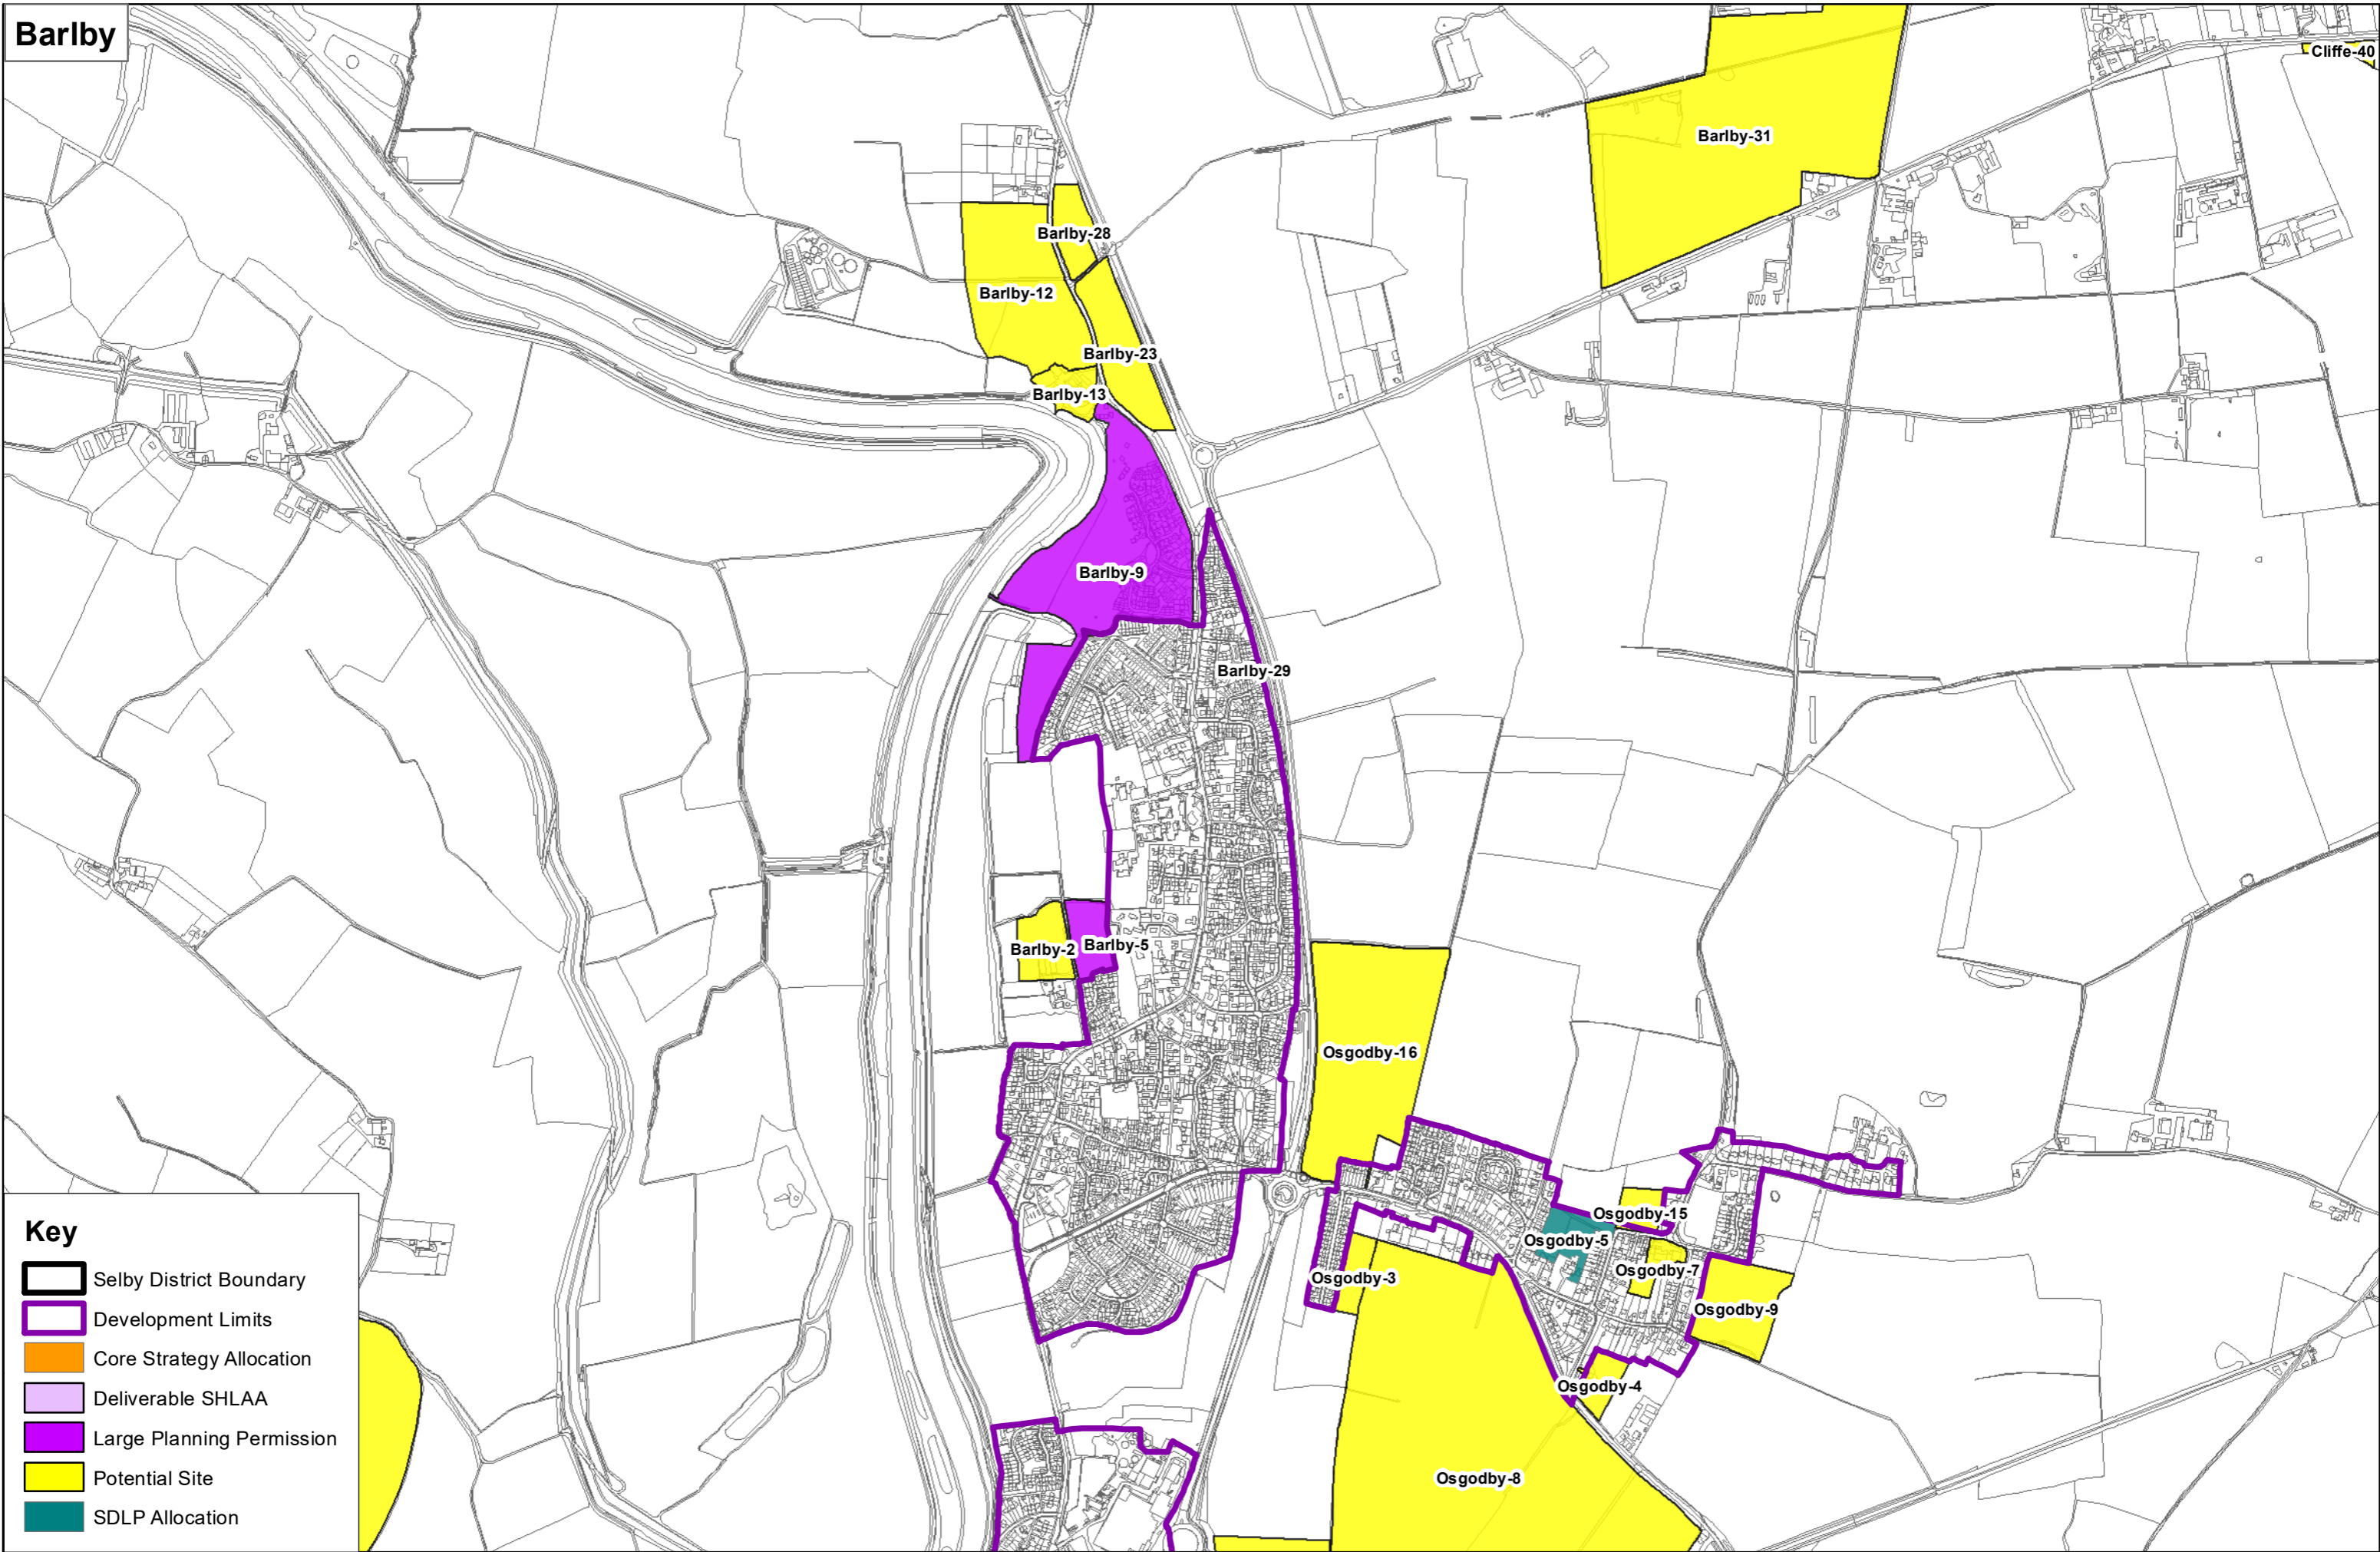 Barlby
Cliffe-40
Barlby-31
Barlby-28
Barlby-12
Barlby-23
Barlby-13
Barlby-9
Barlby-29
Barlby-2
Barlby-5
Osgodby-16
Osgodby-15
Osgodby-5
Osgodby-7
Osgodby-3
Osgodby-9
Osgodby-4
Osgodby-8
Key
Selby District Boundary
Development Limits
Core Strategy Allocation
Deliverable SHLAA
Large Planning Permission
Potential Site
SDLP Allocation